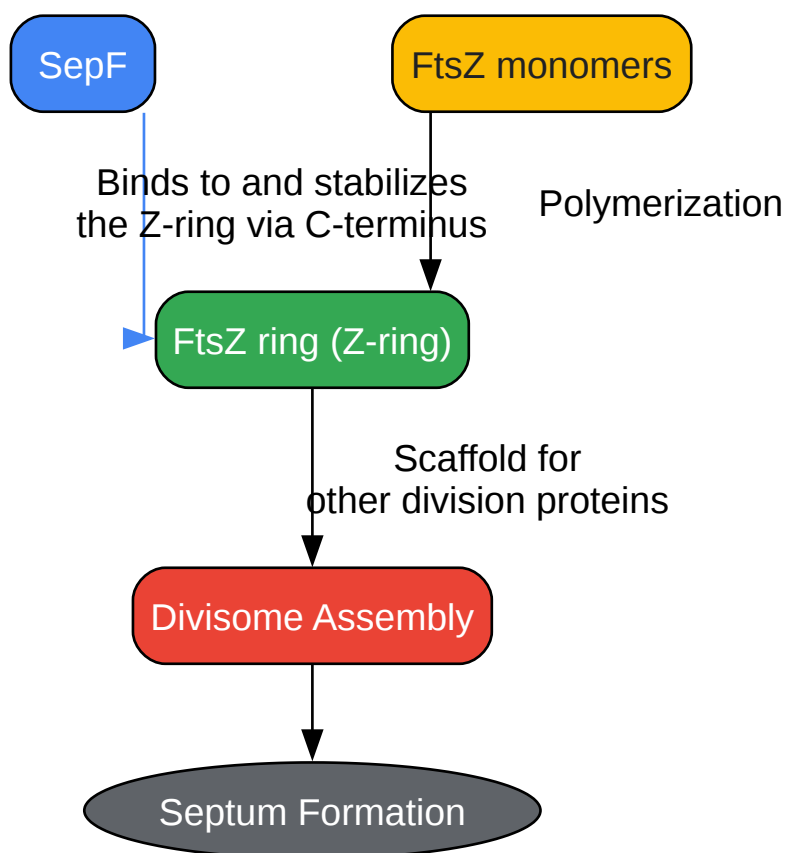 SepF
FtsZ monomers
Binds to and stabilizes
the Z-ring via C-terminus
Polymerization
FtsZ ring (Z-ring)
Scaffold for
other division proteins
Divisome Assembly
Septum Formation